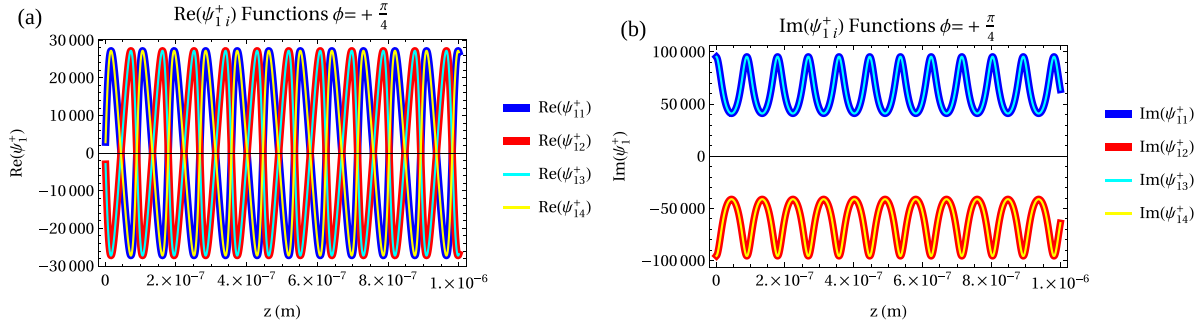 (a)
Re(ψ⁺₁ ᵢ) Functions ϕ= + π/4
Re(ψ⁺₁)
30 000
20 000
10 000
0
−10 000
−20 000
−30 000
0
2.×10⁻⁷
4.×10⁻⁷
6.×10⁻⁷
8.×10⁻⁷
1.×10⁻⁶
z (m)
Re(ψ⁺₁₁)
Re(ψ⁺₁₂)
Re(ψ⁺₁₃)
Re(ψ⁺₁₄)
(b)
Im(ψ⁺₁ ᵢ) Functions ϕ= + π/4
Im(ψ⁺₁)
100 000
50 000
0
−50 000
−100 000
0
2.×10⁻⁷
4.×10⁻⁷
6.×10⁻⁷
8.×10⁻⁷
1.×10⁻⁶
z (m)
Im(ψ⁺₁₁)
Im(ψ⁺₁₂)
Im(ψ⁺₁₃)
Im(ψ⁺₁₄)